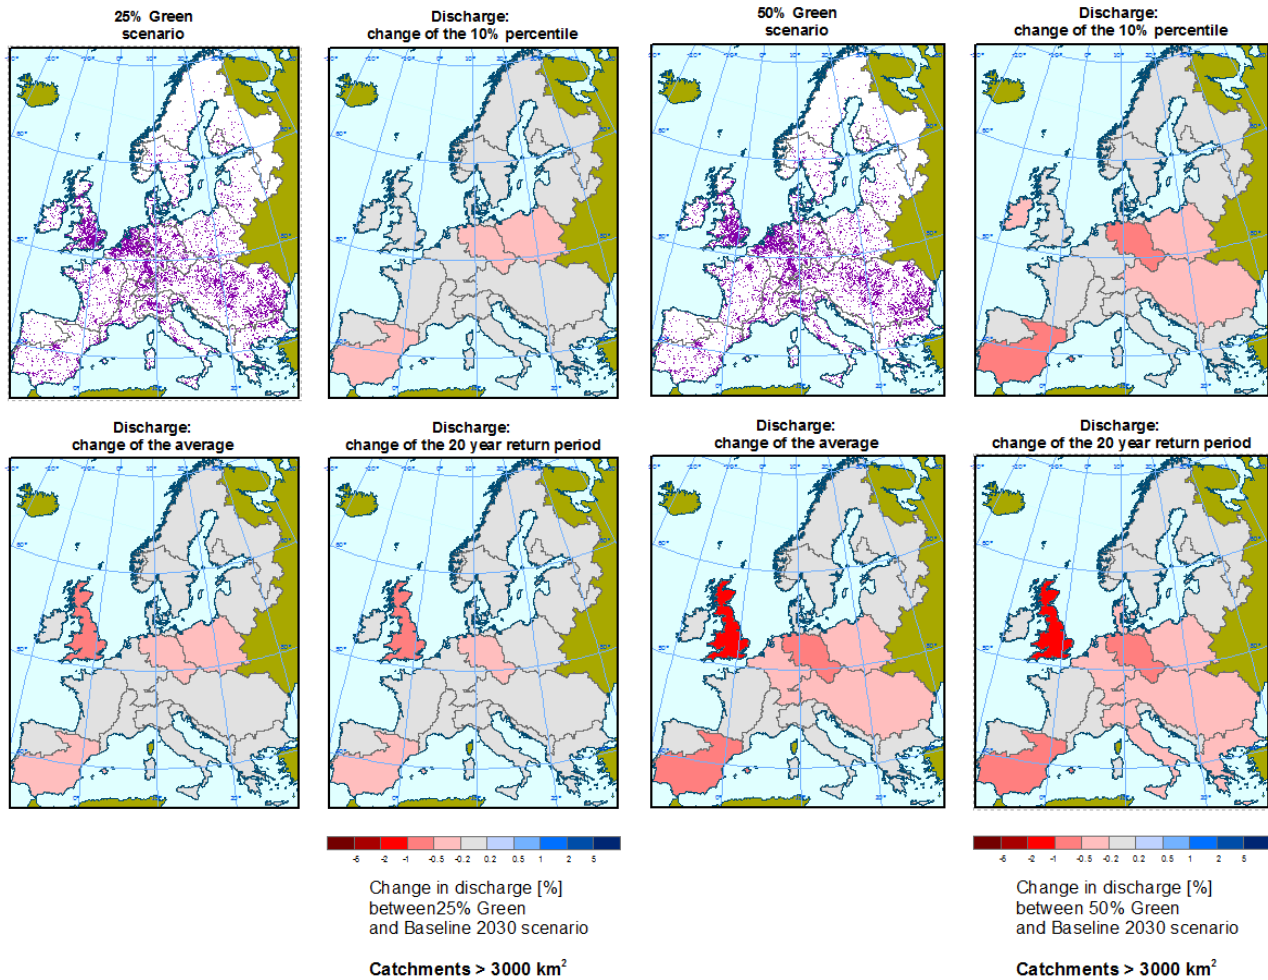 25% Green
scenario
Discharge:
change of the 10% percentile
50% Green
scenario
Discharge:
change of the 10% percentile
Discharge:
change of the average
Discharge:
change of the 20 year return period
Discharge:
change of the average
Discharge:
change of the 20 year return period
-5 -2 -1 -0.5 -0.2 0.2 0.5 1 2 5
Change in discharge [%]
between25% Green
and Baseline 2030 scenario
Catchments > 3000 km²
-5 -2 -1 -0.5 -0.2 0.2 0.5 1 2 5
Change in discharge [%]
between 50% Green
and Baseline 2030 scenario
Catchments > 3000 km²